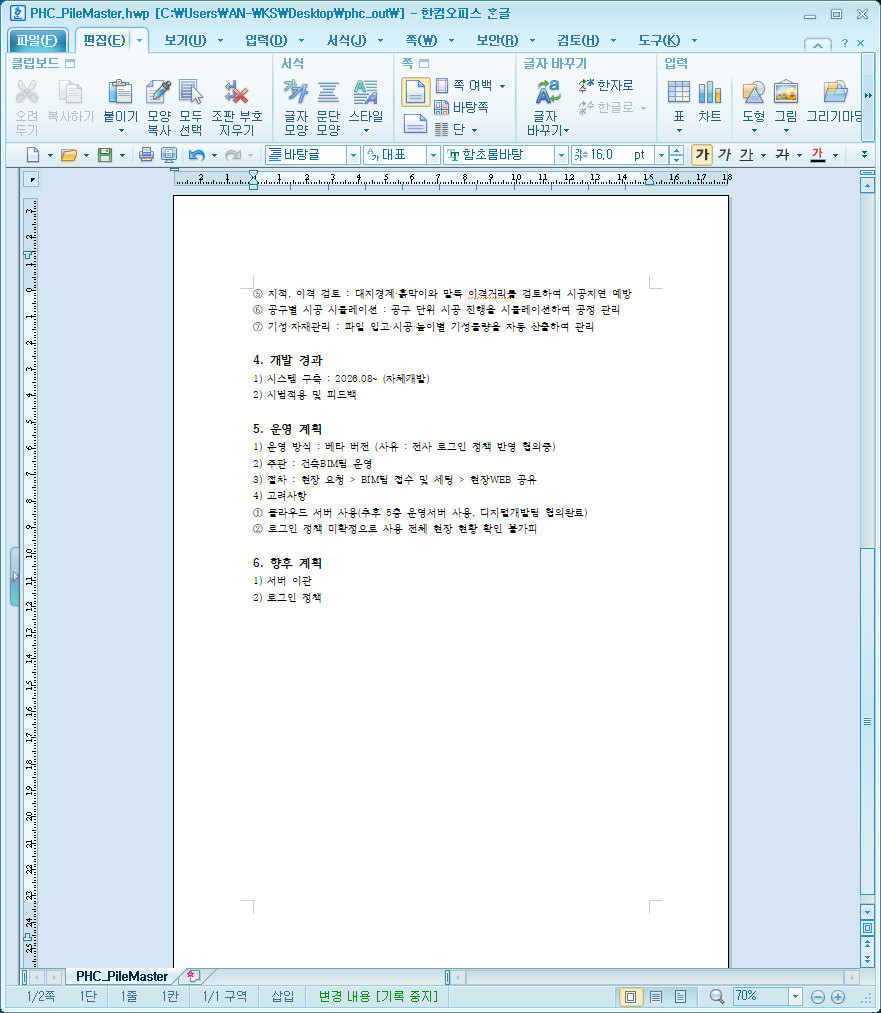 PHC_PileMaster.hwp [C:₩Users₩AN-₩KS₩Desktop₩phc_out₩] - 한컴오피스 한글
파일(F) 편집(E) 보기(U) 입력(D) 서식(J) 쪽(W) 보안(R) 검토(H) 도구(K)
클립보드 서식 쪽 글자 바꾸기 입력
오려 두기 복사하기 붙이기 모양 복사 모두 선택 조판 부호 지우기 글자 모양 문단 모양 스타일 쪽 여백 바탕쪽 단 글자 바꾸기 한자로 한글로 표 차트 도형 그림 그리기마당
바탕글 대표 함초롬바탕 16.0 pt 가 가 가 가 가
⑤ 지적, 이격 검토 : 대지경계·흙막이와 말뚝 이격거리를 검토하여 시공지연 예방
⑥ 공구별 시공 시뮬레이션 : 공구 단위 시공 진행을 시뮬레이션하여 공정 관리
⑦ 기성·자재관리 : 파일 입고·시공·높이별 기성물량을 자동 산출하여 관리
4. 개발 경과
1) 시스템 구축 : 2026.08~ (자체개발)
2) 시범적용 및 피드백
5. 운영 계획
1) 운영 방식 : 베타 버전 (사유 : 전사 로그인 정책 반영 협의중)
2) 주관 : 건축BIM팀 운영
3) 절차 : 현장 요청 > BIM팀 접수 및 세팅 > 현장WEB 공유
4) 고려사항
① 클라우드 서버 사용(추후 5층 운영서버 사용, 디지털개발팀 협의완료)
② 로그인 정책 미확정으로 사용 전체 현장 현황 확인 불가피
6. 향후 계획
1) 서버 이관
2) 로그인 정책
PHC_PileMaster
1/2쪽 1단 1줄 1칸 1/1 구역 삽입 변경 내용 [기록 중지] 70%